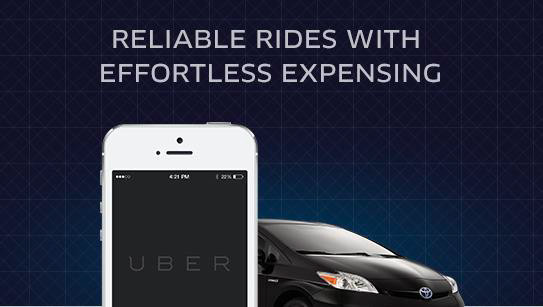 RELIABLE RIDES WITH
EFFORTLESS EXPENSING
4:21 PM
22%
UBER